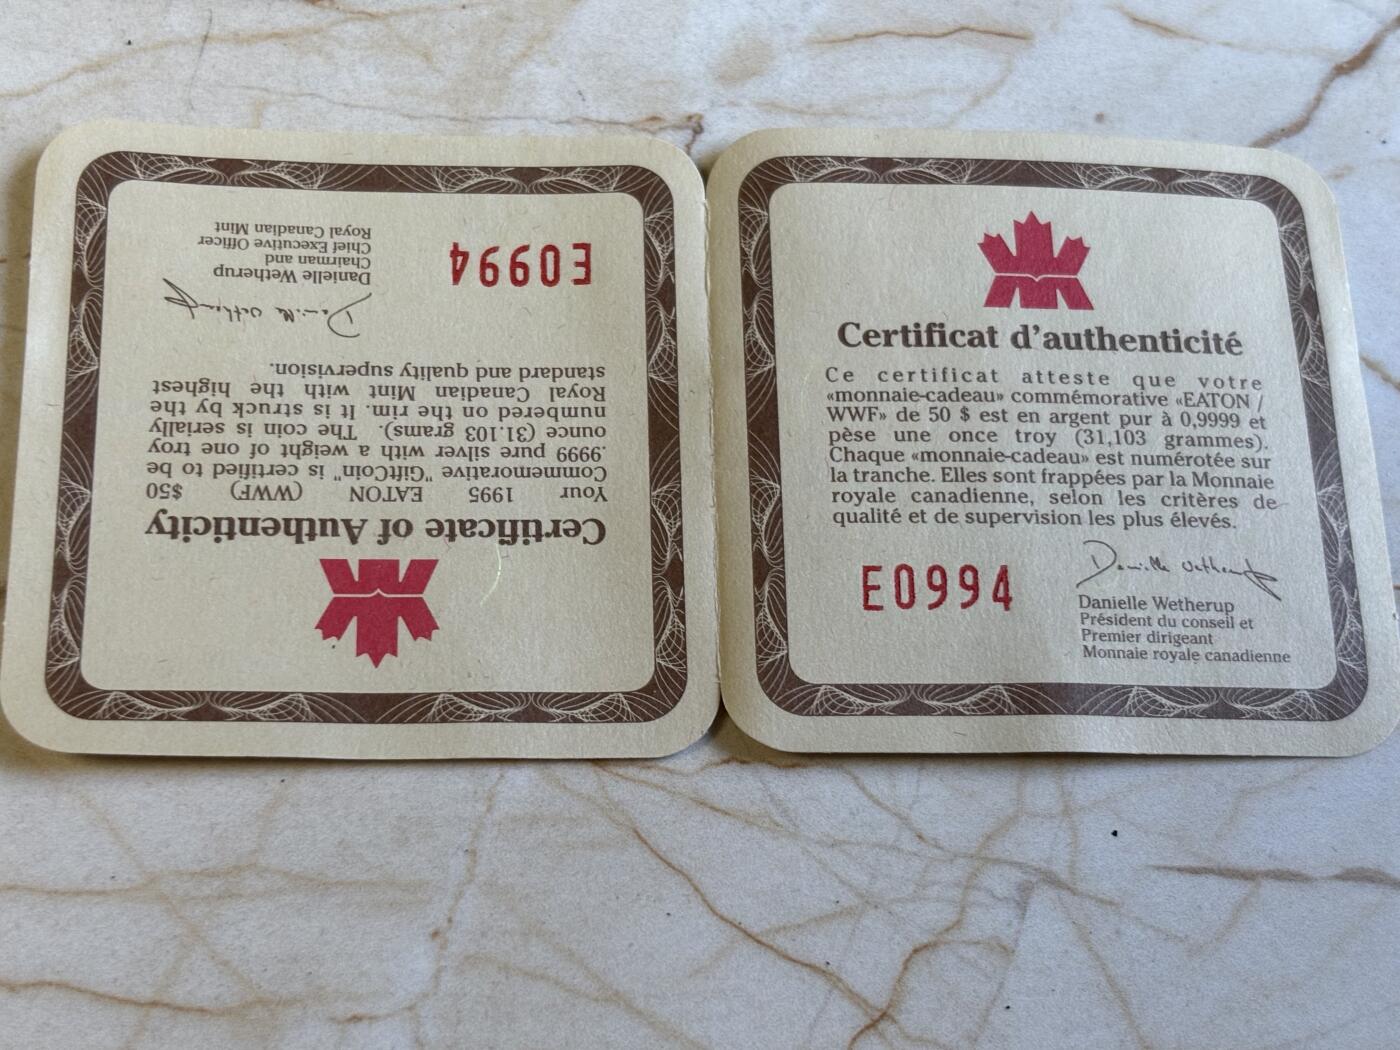 Certificate of Authenticity
Your 1995 EATON (WWF) $50
Commemorative "GiftCoin" is certified to be
.9999 pure silver with a weight of one troy
ounce (31.103 grams). The coin is serially
numbered on the rim. It is struck by the
Royal Canadian Mint with the highest
standard and quality supervision.
Danielle Wetherup
Danielle Wetherup
Chairman and
Chief Executive Officer
Royal Canadian Mint
E0994
Certificat d'authenticité
Ce certificat atteste que votre
«monnaie-cadeau» commémorative «EATON /
WWF» de 50 $ est en argent pur à 0,9999 et
pèse une once troy (31,103 grammes).
Chaque «monnaie-cadeau» est numérotée sur
la tranche. Elles sont frappées par la Monnaie
royale canadienne, selon les critères de
qualité et de supervision les plus élevés.
E0994
Danielle Wetherup
Danielle Wetherup
Président du conseil et
Premier dirigeant
Monnaie royale canadienne